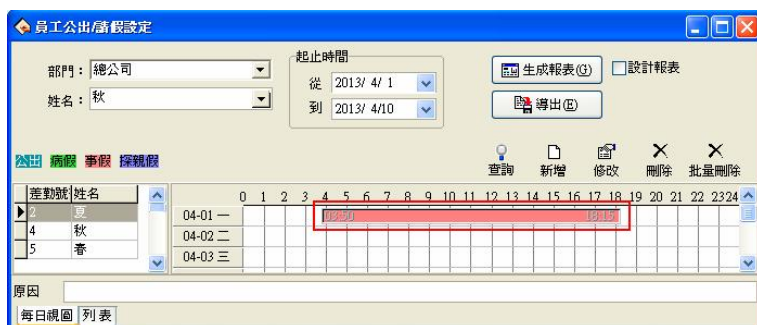 員工公出/請假設定
部門：總公司
姓名：秋
起止時間
從 2013/ 4/ 1
到 2013/ 4/10
生成報表(G)
設計報表
導出(E)
公出 病假 事假 探親假
查詢 新增 修改 刪除 批量刪除
差勤號 姓名
2 夏
4 秋
5 春
0 1 2 3 4 5 6 7 8 9 10 11 12 13 14 15 16 17 18 19 20 21 22 23 24
04-01 一 03:50 18:15
04-02 二
04-03 三
原因
每日視圖 列表